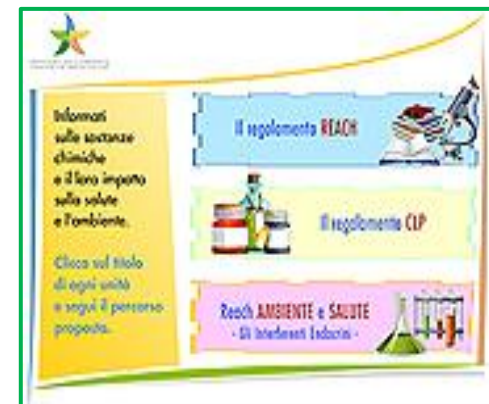 Informati
sulle sostanze
chimiche
e il loro impatto
sulla salute
e l'ambiente.
Clicca sul titolo
di ogni unità
e segui il percorso
proposto.
Il regolamento REACH
Il regolamento CLP
Reach AMBIENTE e SALUTE
- Gli Interferenti Endocrini -